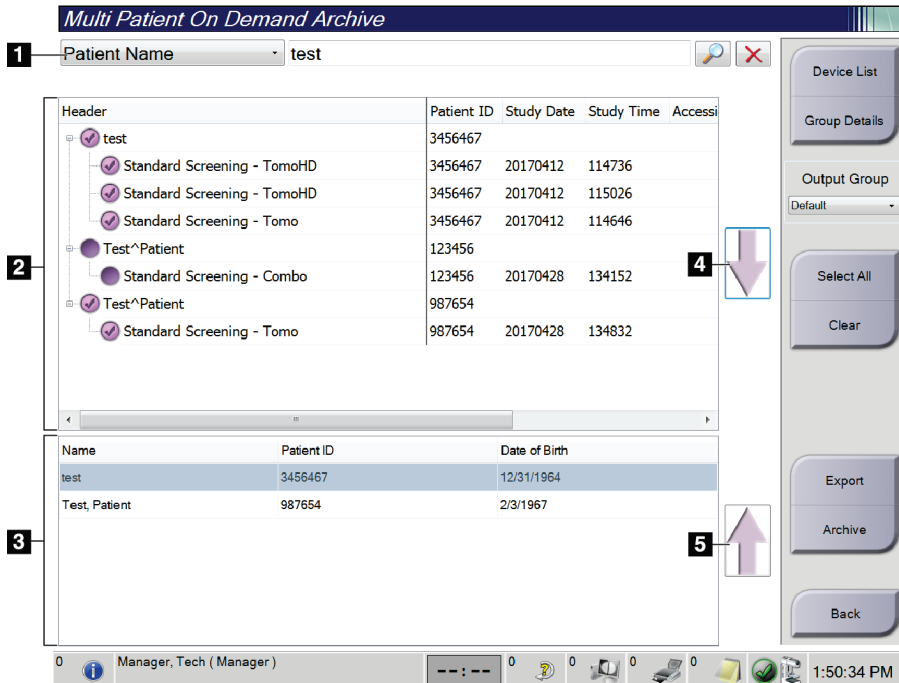 Multi Patient On Demand Archive
1
Patient Name
test
Device List
Group Details
Output Group
Default
Select All
Clear
Export
Archive
Back
2
Header Patient ID Study Date Study Time Accessi
test 3456467
Standard Screening - TomoHD 3456467 20170412 114736
Standard Screening - TomoHD 3456467 20170412 115026
Standard Screening - Tomo 3456467 20170412 114646
Test^Patient 123456
Standard Screening - Combo 123456 20170428 134152
Test^Patient 987654
Standard Screening - Tomo 987654 20170428 134832
4
3
Name Patient ID Date of Birth
test 3456467 12/31/1964
Test, Patient 987654 2/3/1967
5
0 Manager, Tech ( Manager ) --:-- 0 0 0 0 1:50:34 PM